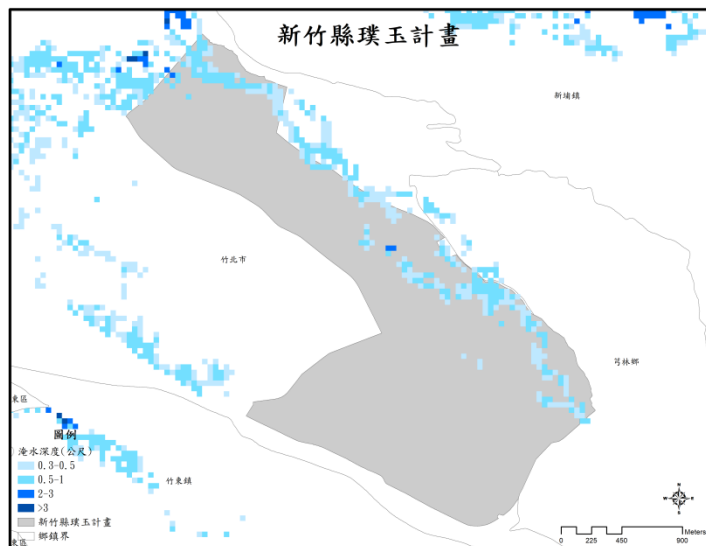 新竹縣璞玉計畫
新埔鎮
竹北市
芎林鄉
東區
圖例
淹水深度(公尺)
0.3-0.5
0.5-1
2-3
>3
新竹縣璞玉計畫
鄉鎮界
竹東鎮
東區
N
W
E
S
0 225 450 900
Meters